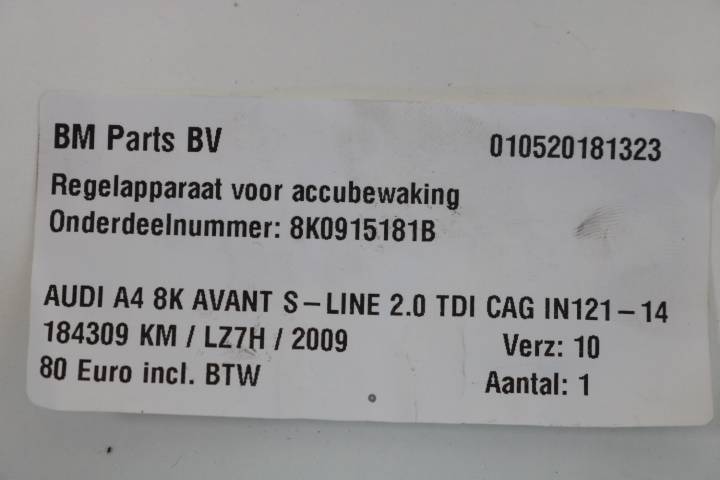 BM Parts BV 010520181323
Regelapparaat voor accubewaking
Onderdeelnummer: 8K0915181B
AUDI A4 8K AVANT S-LINE 2.0 TDI CAG IN121-14
184309 KM / LZ7H / 2009 Verz: 10
80 Euro incl. BTW Aantal: 1